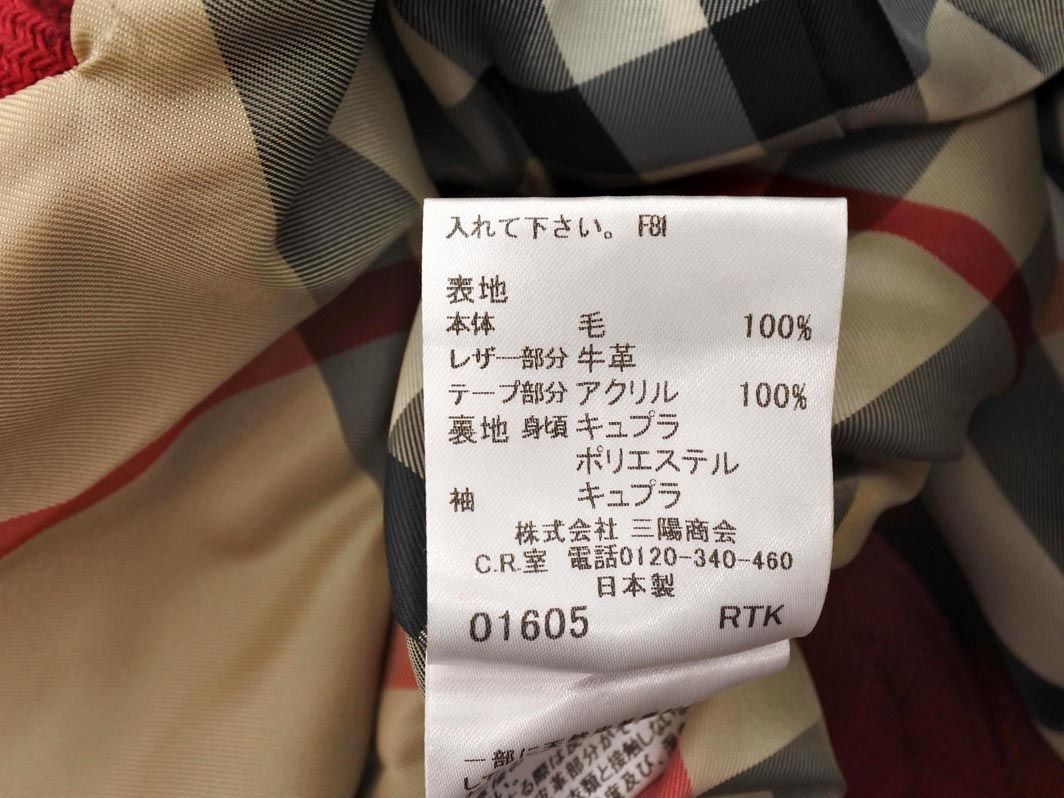 入れて下さい。 F81
表地
本体 毛 100%
レザー部分 牛革
テープ部分 アクリル 100%
裏地 身頃 キュプラ
ポリエステル
袖 キュプラ
株式会社 三陽商会
C.R.室 電話0120-340-460
日本製
01605 RTK